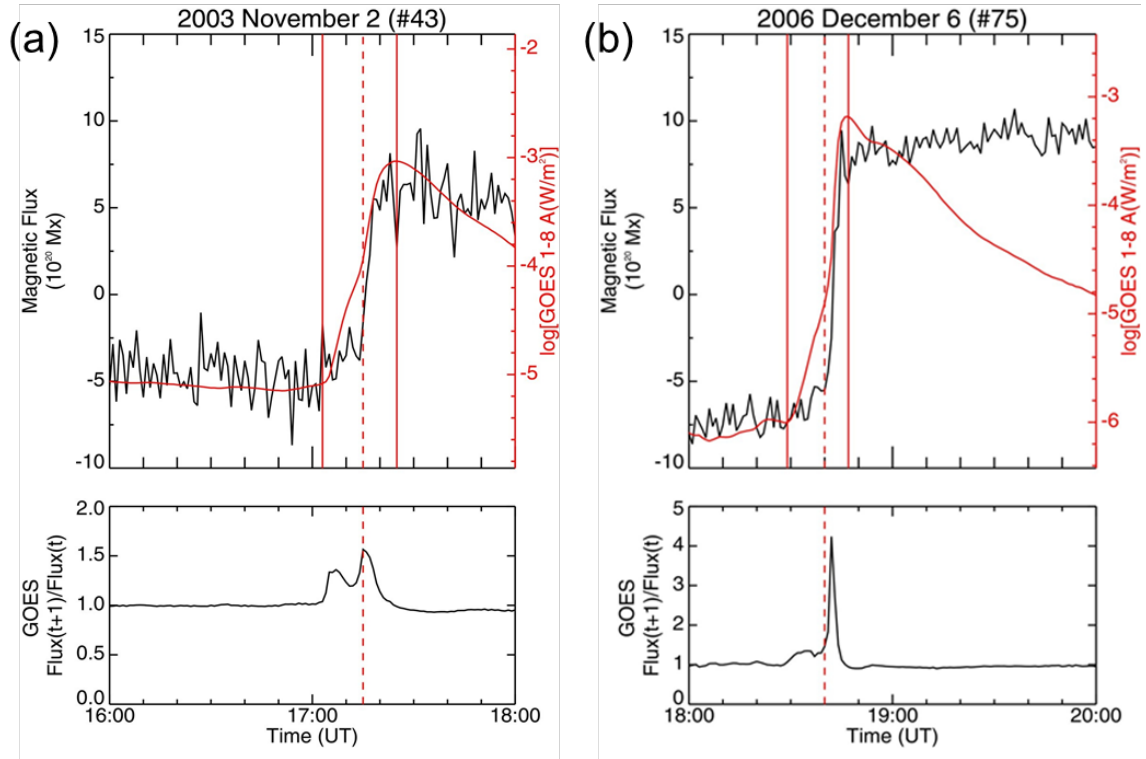 (a)
2003 November 2 (#43)
15
10
5
0
-5
-10
Magnetic Flux
(10²⁰ Mx)
-2
-3
-4
-5
log[GOES 1-8 A(W/m²)]
2.0
1.5
1.0
0.5
0.0
GOES
Flux(t+1)/Flux(t)
16:00
17:00
18:00
Time (UT)
(b)
2006 December 6 (#75)
15
10
5
0
-5
-10
Magnetic Flux
(10²⁰ Mx)
-3
-4
-5
-6
log[GOES 1-8 A(W/m²)]
5
4
3
2
1
0
GOES
Flux(t+1)/Flux(t)
18:00
19:00
20:00
Time (UT)